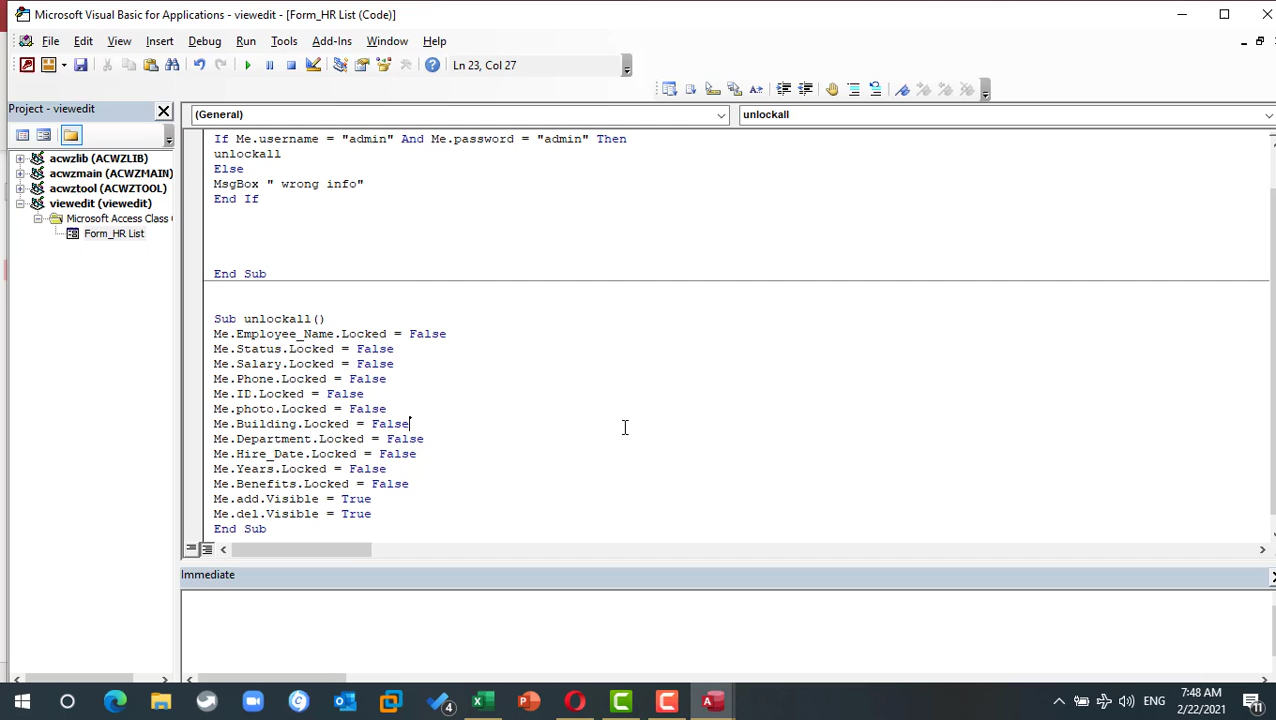 Microsoft Visual Basic for Applications - viewedit - [Form_HR List (Code)]
File Edit View Insert Debug Run Tools Add-Ins Window Help
Ln 23, Col 27
Project - viewedit
(General)
unlockall
acwzlib (ACWZLIB)
acwzmain (ACWZMAIN)
acwztool (ACWZTOOL)
viewedit (viewedit)
Microsoft Access Class
Form_HR List
If Me.username = "admin" And Me.password = "admin" Then
unlockall
Else
MsgBox " wrong info"
End If
End Sub
Sub unlockall()
Me.Employee_Name.Locked = False
Me.Status.Locked = False
Me.Salary.Locked = False
Me.Phone.Locked = False
Me.ID.Locked = False
Me.photo.Locked = False
Me.Building.Locked = False
Me.Department.Locked = False
Me.Hire_Date.Locked = False
Me.Years.Locked = False
Me.Benefits.Locked = False
Me.add.Visible = True
Me.del.Visible = True
End Sub
Immediate
4
ENG
7:48 AM
2/22/2021
11